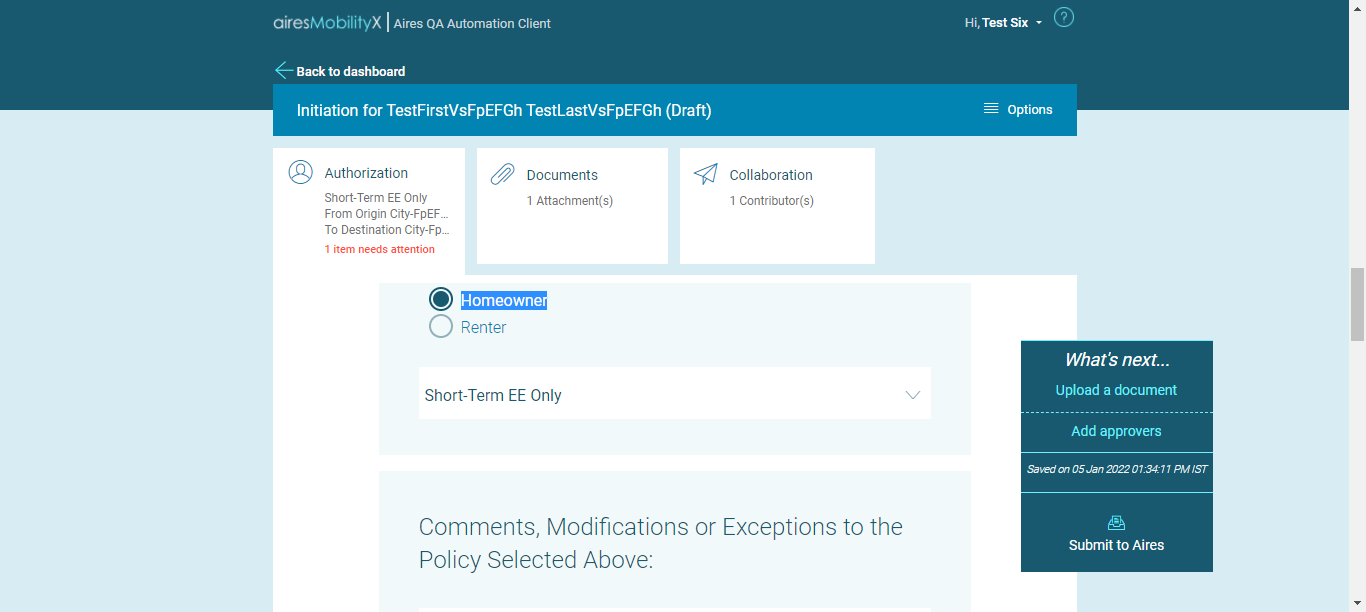 airesMobilityX | Aires QA Automation Client
Hi, Test Six
?
Back to dashboard
Initiation for TestFirstVsFpEFGh TestLastVsFpEFGh (Draft)
Options
Authorization
Short-Term EE Only
From Origin City-FpEF...
To Destination City-Fp...
1 item needs attention
Documents
1 Attachment(s)
Collaboration
1 Contributor(s)
Homeowner
Renter
Short-Term EE Only
Comments, Modifications or Exceptions to the
Policy Selected Above:
What's next...
Upload a document
Add approvers
Saved on 05 Jan 2022 01:34:11 PM IST
Submit to Aires